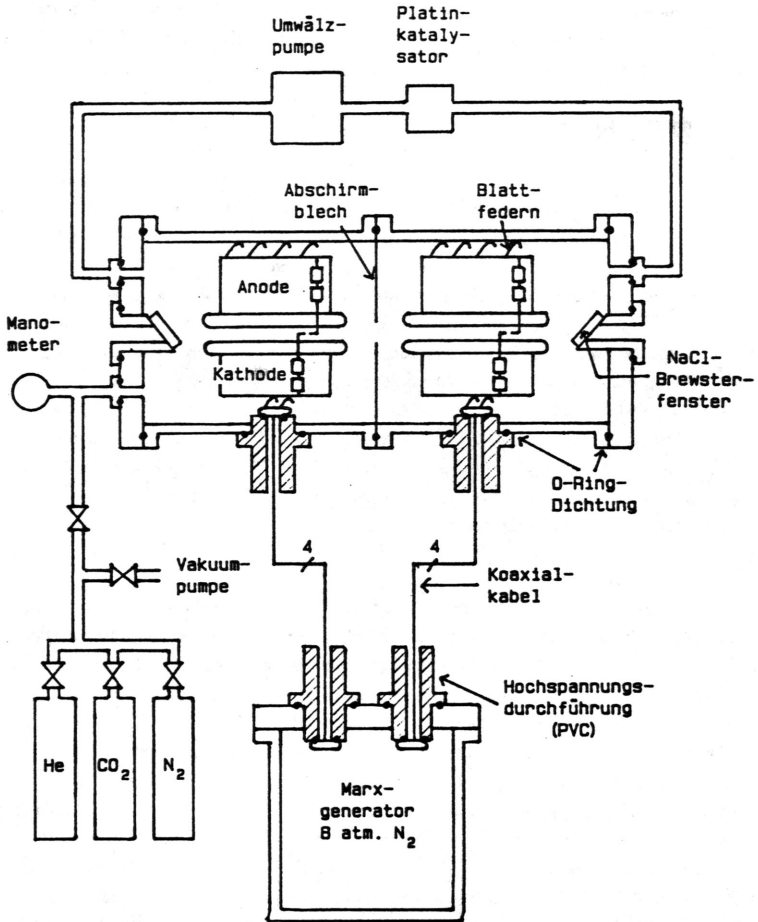 Umwälz-
pumpe
Platin-
kataly-
sator
Abschirm-
blech
Blatt-
federn
Anode
Mano-
meter
Kathode
NaCl-
Brewster-
fenster
O-Ring-
Dichtung
4
4
Vakuum-
pumpe
Koaxial-
kabel
Hochspannungs-
durchführung
(PVC)
He
CO₂
N₂
Marx-
generator
8 atm. N₂